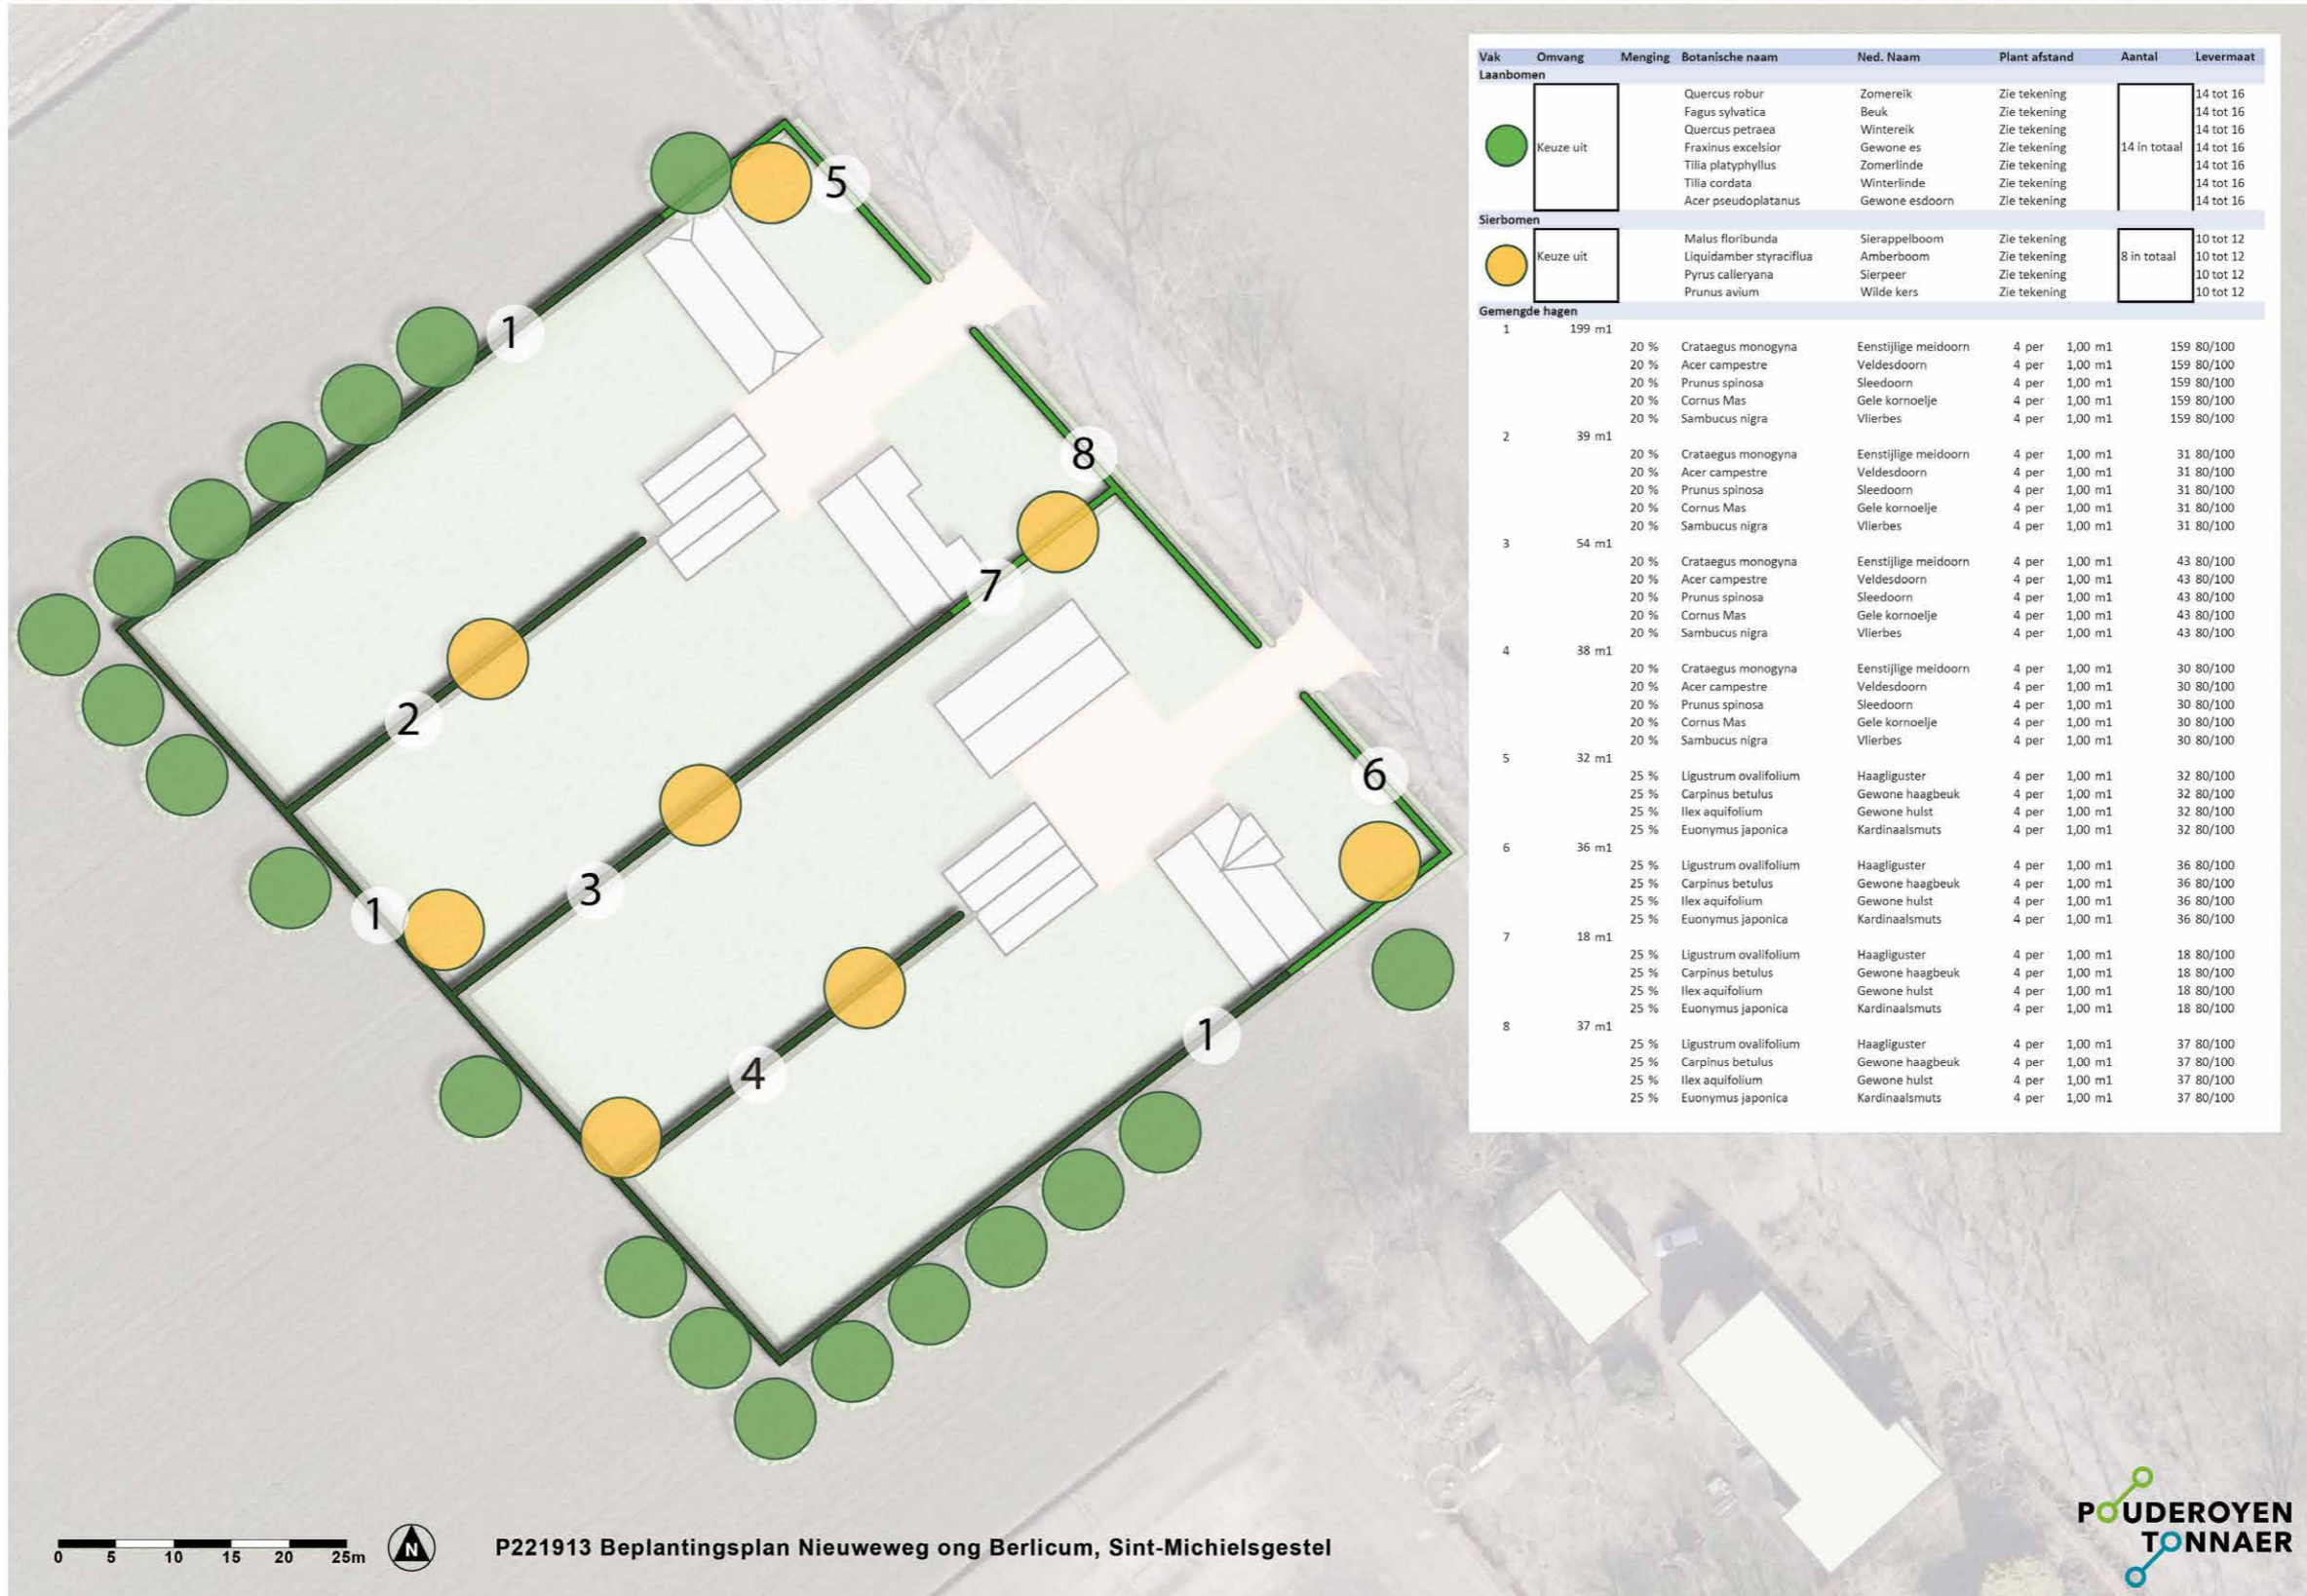 Vak Omvang Menging Botanische naam Ned. Naam Plant afstand Aantal Levermaat
Laanbomen
Quercus robur Zomereik Zie tekening 14 tot 16
Fagus sylvatica Beuk Zie tekening 14 tot 16
Quercus petraea Wintereik Zie tekening 14 tot 16
Keuze uit Fraxinus excelsior Gewone es Zie tekening 14 in totaal 14 tot 16
Tilia platyphyllus Zomerlinde Zie tekening 14 tot 16
Tilia cordata Winterlinde Zie tekening 14 tot 16
Acer pseudoplatanus Gewone esdoorn Zie tekening 14 tot 16
Sierbomen
Malus floribunda Sierappelboom Zie tekening 10 tot 12
Keuze uit Liquidamber styraciflua Amberboom Zie tekening 8 in totaal 10 tot 12
Pyrus calleryana Sierpeer Zie tekening 10 tot 12
Prunus avium Wilde kers Zie tekening 10 tot 12
Gemengde hagen
1 199 m1
20 % Crataegus monogyna Eenstijlige meidoorn 4 per 1,00 m1 159 80/100
20 % Acer campestre Veldesdoorn 4 per 1,00 m1 159 80/100
20 % Prunus spinosa Sleedoorn 4 per 1,00 m1 159 80/100
20 % Cornus Mas Gele kornoelje 4 per 1,00 m1 159 80/100
20 % Sambucus nigra Vlierbes 4 per 1,00 m1 159 80/100
2 39 m1
20 % Crataegus monogyna Eenstijlige meidoorn 4 per 1,00 m1 31 80/100
20 % Acer campestre Veldesdoorn 4 per 1,00 m1 31 80/100
20 % Prunus spinosa Sleedoorn 4 per 1,00 m1 31 80/100
20 % Cornus Mas Gele kornoelje 4 per 1,00 m1 31 80/100
20 % Sambucus nigra Vlierbes 4 per 1,00 m1 31 80/100
3 54 m1
20 % Crataegus monogyna Eenstijlige meidoorn 4 per 1,00 m1 43 80/100
20 % Acer campestre Veldesdoorn 4 per 1,00 m1 43 80/100
20 % Prunus spinosa Sleedoorn 4 per 1,00 m1 43 80/100
20 % Cornus Mas Gele kornoelje 4 per 1,00 m1 43 80/100
20 % Sambucus nigra Vlierbes 4 per 1,00 m1 43 80/100
4 38 m1
20 % Crataegus monogyna Eenstijlige meidoorn 4 per 1,00 m1 30 80/100
20 % Acer campestre Veldesdoorn 4 per 1,00 m1 30 80/100
20 % Prunus spinosa Sleedoorn 4 per 1,00 m1 30 80/100
20 % Cornus Mas Gele kornoelje 4 per 1,00 m1 30 80/100
20 % Sambucus nigra Vlierbes 4 per 1,00 m1 30 80/100
5 32 m1
25 % Ligustrum ovalifolium Haagliguster 4 per 1,00 m1 32 80/100
25 % Carpinus betulus Gewone haagbeuk 4 per 1,00 m1 32 80/100
25 % Ilex aquifolium Gewone hulst 4 per 1,00 m1 32 80/100
25 % Euonymus japonica Kardinaalsmuts 4 per 1,00 m1 32 80/100
6 36 m1
25 % Ligustrum ovalifolium Haagliguster 4 per 1,00 m1 36 80/100
25 % Carpinus betulus Gewone haagbeuk 4 per 1,00 m1 36 80/100
25 % Ilex aquifolium Gewone hulst 4 per 1,00 m1 36 80/100
25 % Euonymus japonica Kardinaalsmuts 4 per 1,00 m1 36 80/100
7 18 m1
25 % Ligustrum ovalifolium Haagliguster 4 per 1,00 m1 18 80/100
25 % Carpinus betulus Gewone haagbeuk 4 per 1,00 m1 18 80/100
25 % Ilex aquifolium Gewone hulst 4 per 1,00 m1 18 80/100
25 % Euonymus japonica Kardinaalsmuts 4 per 1,00 m1 18 80/100
8 37 m1
25 % Ligustrum ovalifolium Haagliguster 4 per 1,00 m1 37 80/100
25 % Carpinus betulus Gewone haagbeuk 4 per 1,00 m1 37 80/100
25 % Ilex aquifolium Gewone hulst 4 per 1,00 m1 37 80/100
25 % Euonymus japonica Kardinaalsmuts 4 per 1,00 m1 37 80/100
5
1
8
7
2
6
3
1
1
4
0 5 10 15 20 25m
N
P221913 Beplantingsplan Nieuweweg ong Berlicum, Sint-Michielsgestel
POUDEROYEN
TONNAER